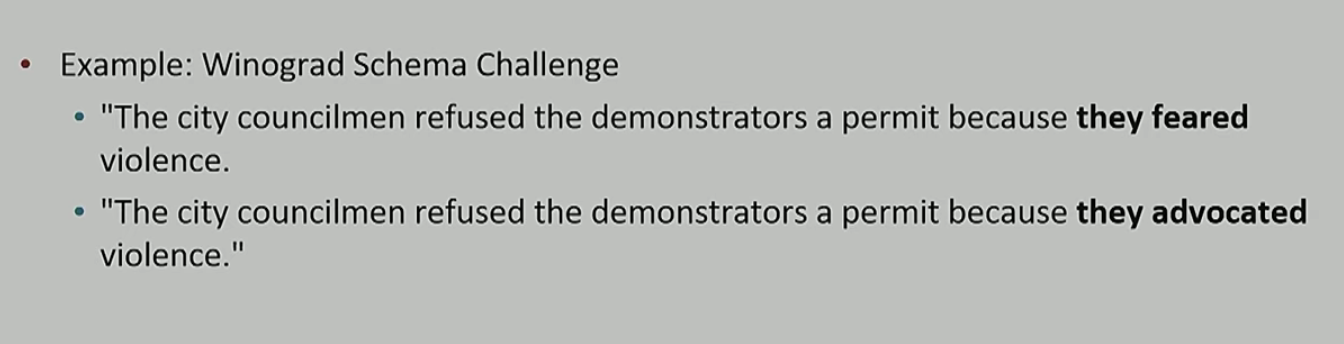 • Example: Winograd Schema Challenge
• "The city councilmen refused the demonstrators a permit because they feared
violence.
• "The city councilmen refused the demonstrators a permit because they advocated
violence."